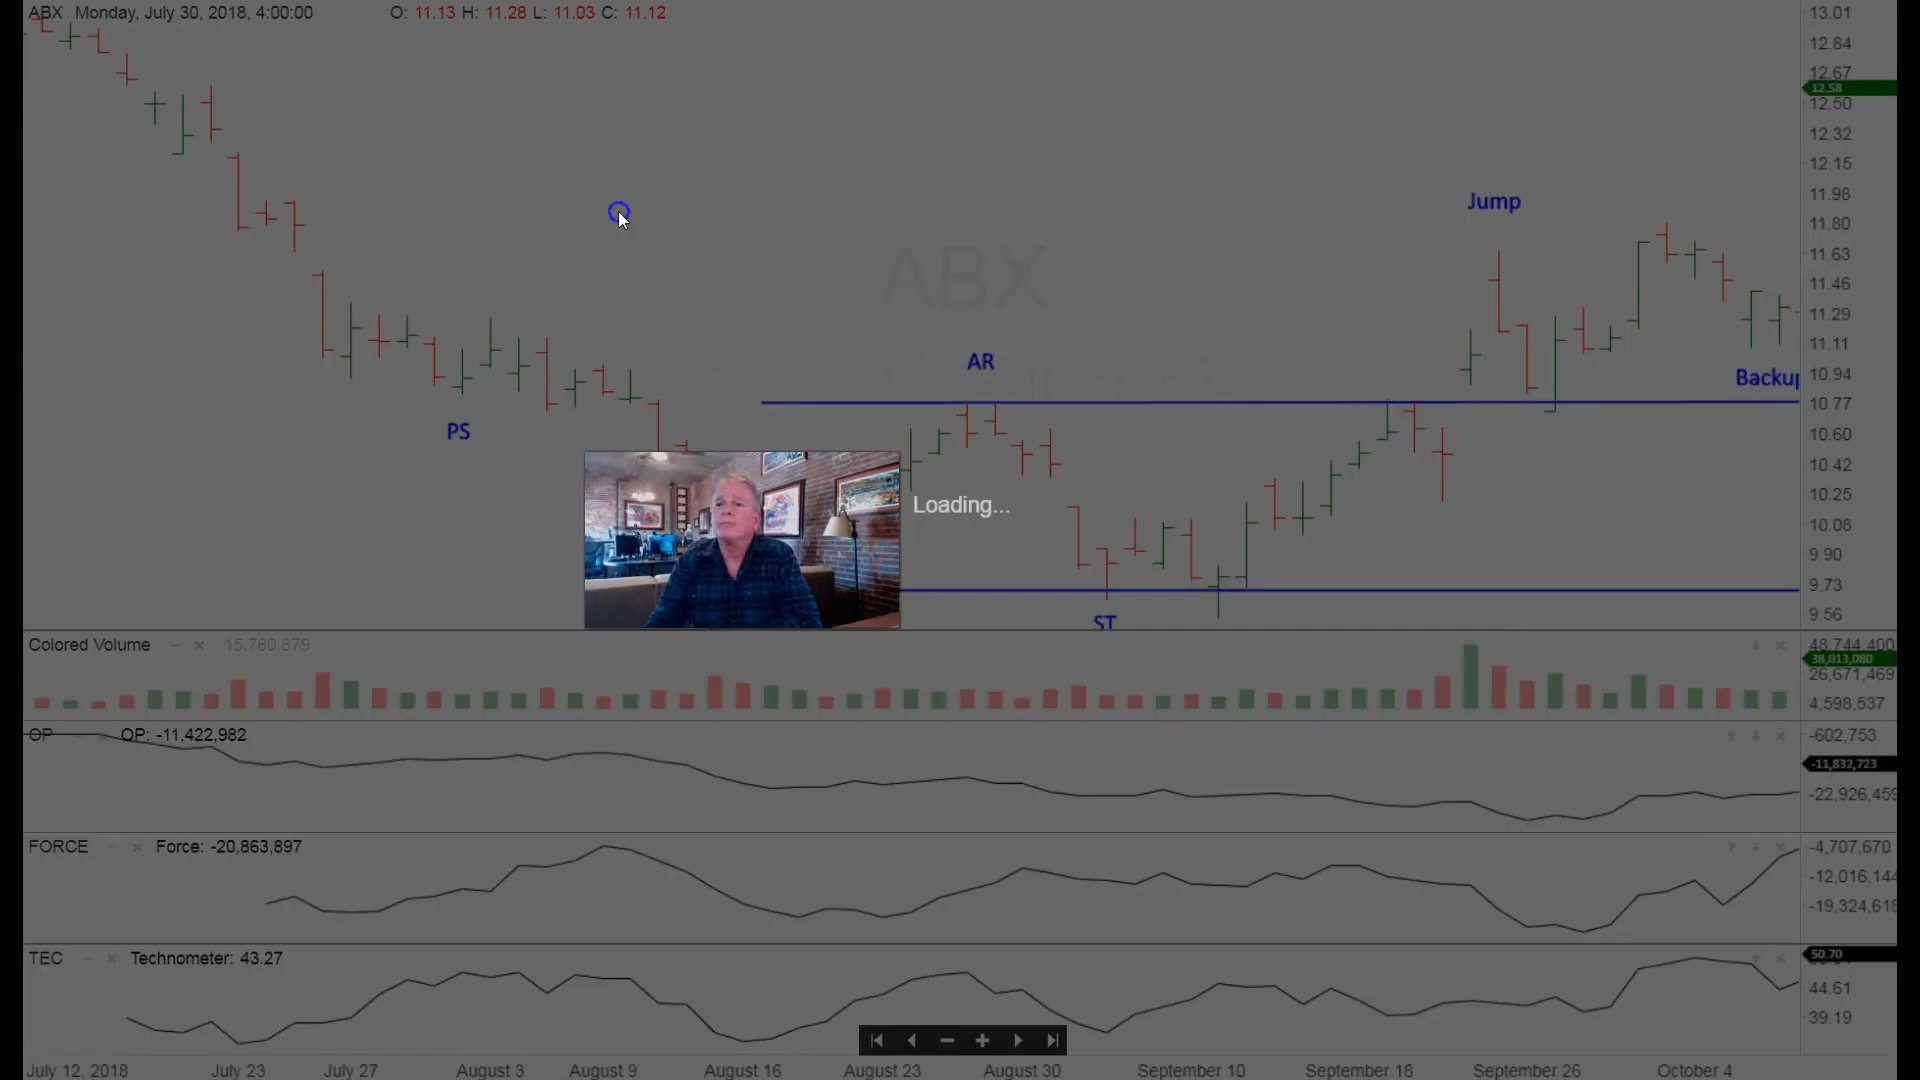 ABX Monday, July 30, 2018, 4:00:00 O: 11.13 H: 11.28 L: 11.03 C: 11.12
13.01
12.84
12.67
12.58
12.50
12.32
12.15
11.98
11.80
11.63
11.46
11.29
11.11
10.94
10.77
10.60
10.42
10.25
10.08
9.90
9.73
9.56
Jump
ABX
AR
Backup
PS
Loading...
ST
Colored Volume 15,780,879
48,744,400
38,013,080
26,671,469
4,598,537
OP OP: -11,422,982
-602,753
-11,832,723
-22,926,459
FORCE Force: -20,863,897
-4,707,670
-12,016,144
-19,324,618
TEC Technometer: 43.27
50.70
44.61
39.19
July 12, 2018 July 23 July 27 August 3 August 9 August 16 August 23 August 30 September 10 September 18 September 26 October 4